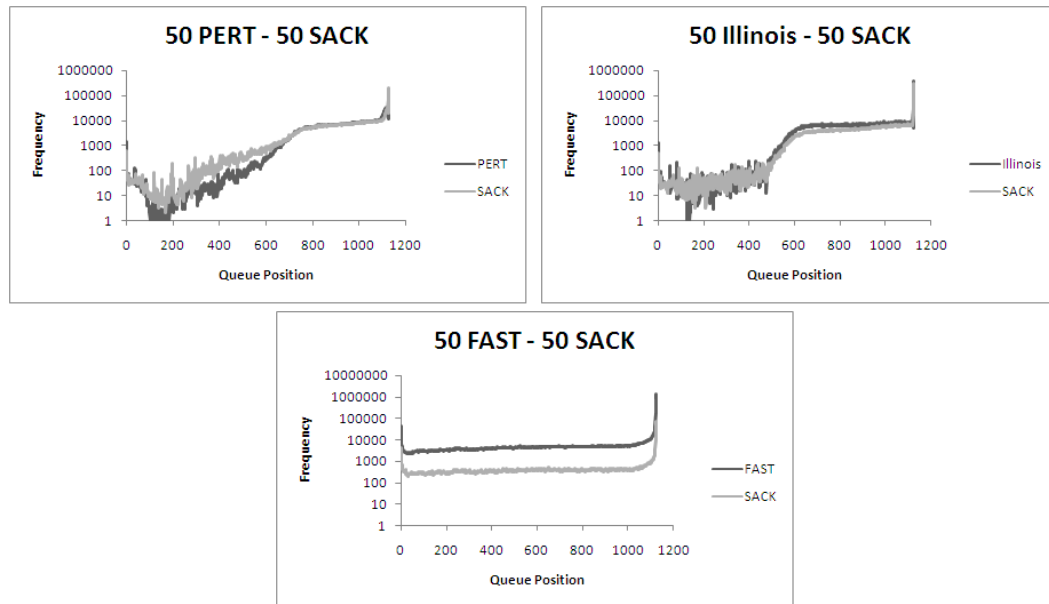 50 PERT - 50 SACK
1000000
100000
10000
1000
100
10
1
Frequency
0 200 400 600 800 1000 1200
Queue Position
PERT
SACK
50 Illinois - 50 SACK
1000000
100000
10000
1000
100
10
1
Frequency
0 200 400 600 800 1000 1200
Queue Position
Illinois
SACK
50 FAST - 50 SACK
10000000
1000000
100000
10000
1000
100
10
1
Frequency
0 200 400 600 800 1000 1200
Queue Position
FAST
SACK